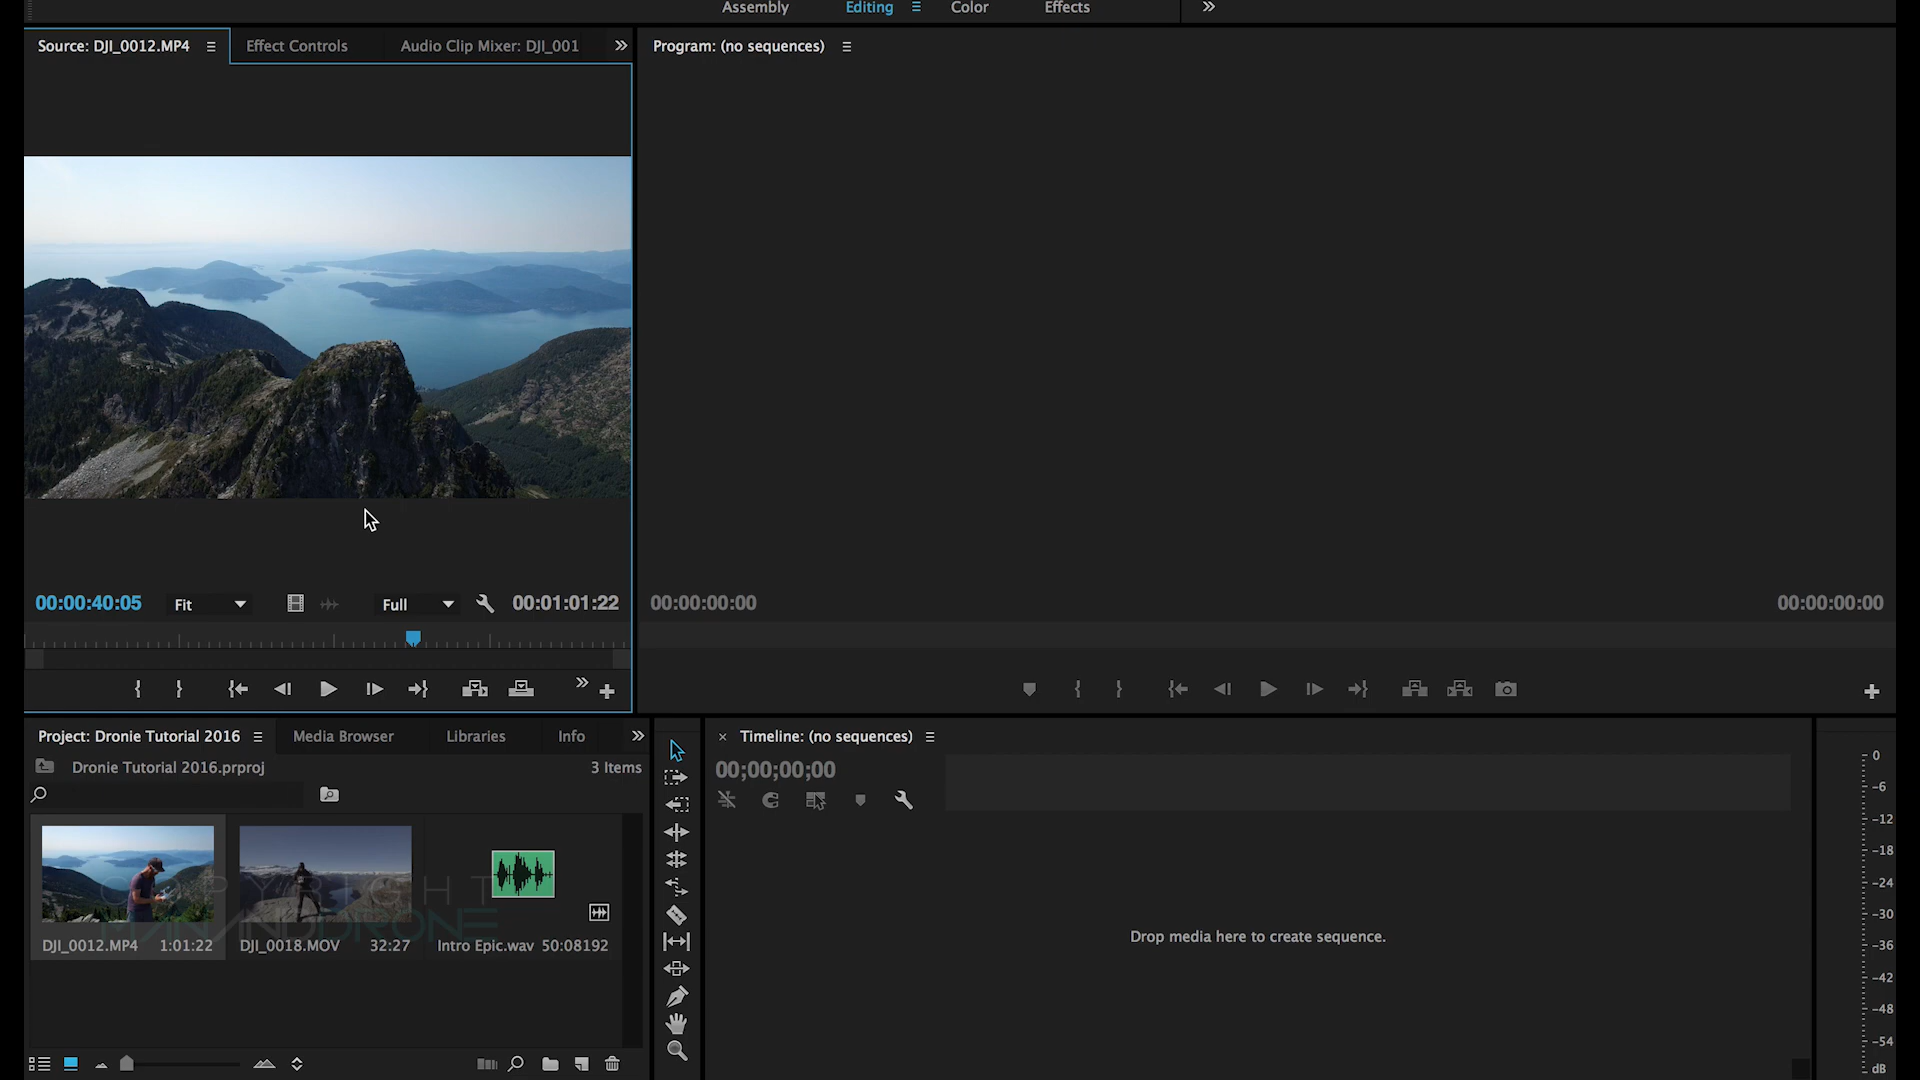 Assembly Editing Color Effects
Source: DJI_0012.MP4 Effect Controls Audio Clip Mixer: DJI_001
Program: (no sequences)
00:00:40:05 Fit Full 00:01:01:22
00:00:00:00 00:00:00:00
Project: Dronie Tutorial 2016 Media Browser Libraries Info
Dronie Tutorial 2016.prproj 3 Items
COPYRIGHT
MANANDDRONE
DJI_0012.MP4 1:01:22 DJI_0018.MOV 32:27 Intro Epic.wav 50:08192
× Timeline: (no sequences)
00;00;00;00
Drop media here to create sequence.
0
-6
-12
-18
-24
-30
-36
-42
-48
-54
dB